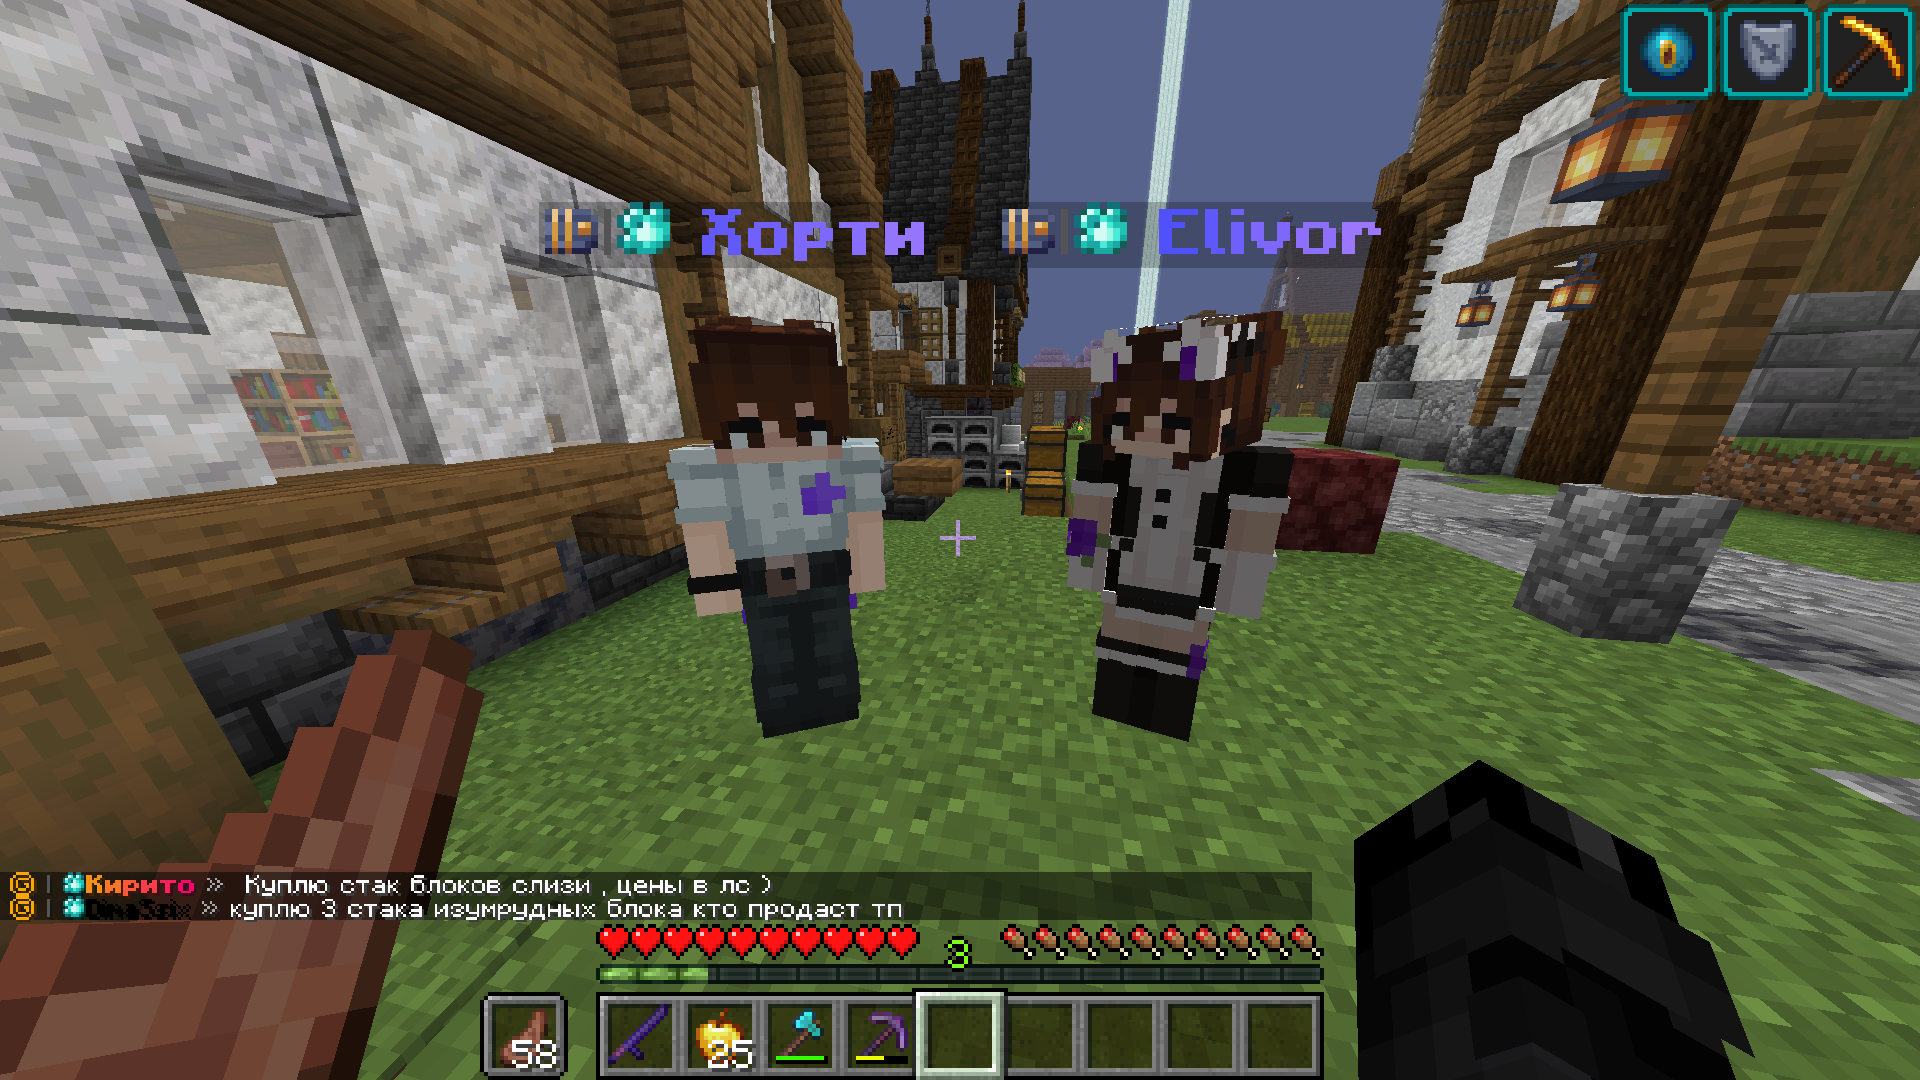 Хорти
Elivor
Кирито » Куплю стак блоков слизи , цены в лс )
» куплю 3 стака изумрудных блока кто продаст тп
3
58
25